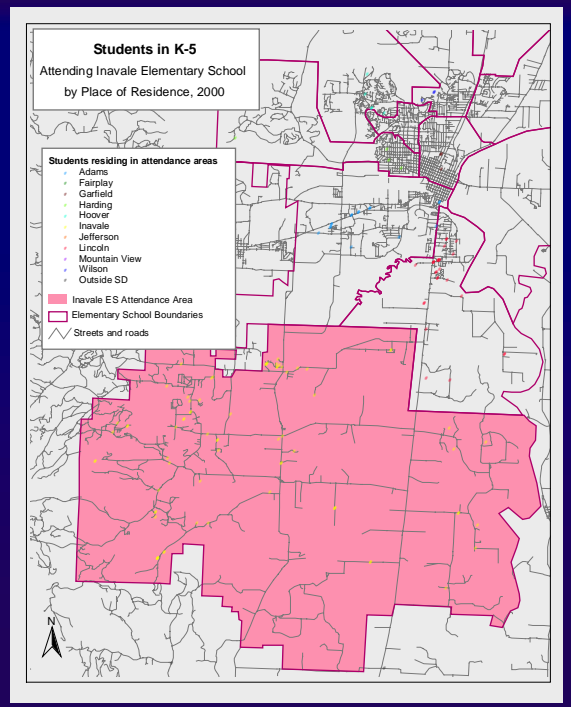 Students in K-5
Attending Inavale Elementary School
by Place of Residence, 2000
Students residing in attendance areas
Adams
Fairplay
Garfield
Harding
Hoover
Inavale
Jefferson
Lincoln
Mountain View
Wilson
Outside SD
Inavale ES Attendance Area
Elementary School Boundaries
Streets and roads
N